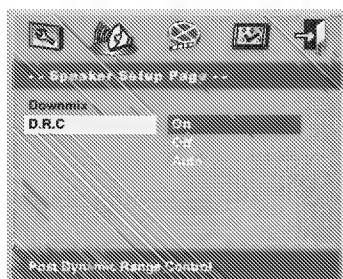 -- Speaker Setup Page --
Downmix
D.R.C
On
Off
Auto
Post Dynamic Range Control